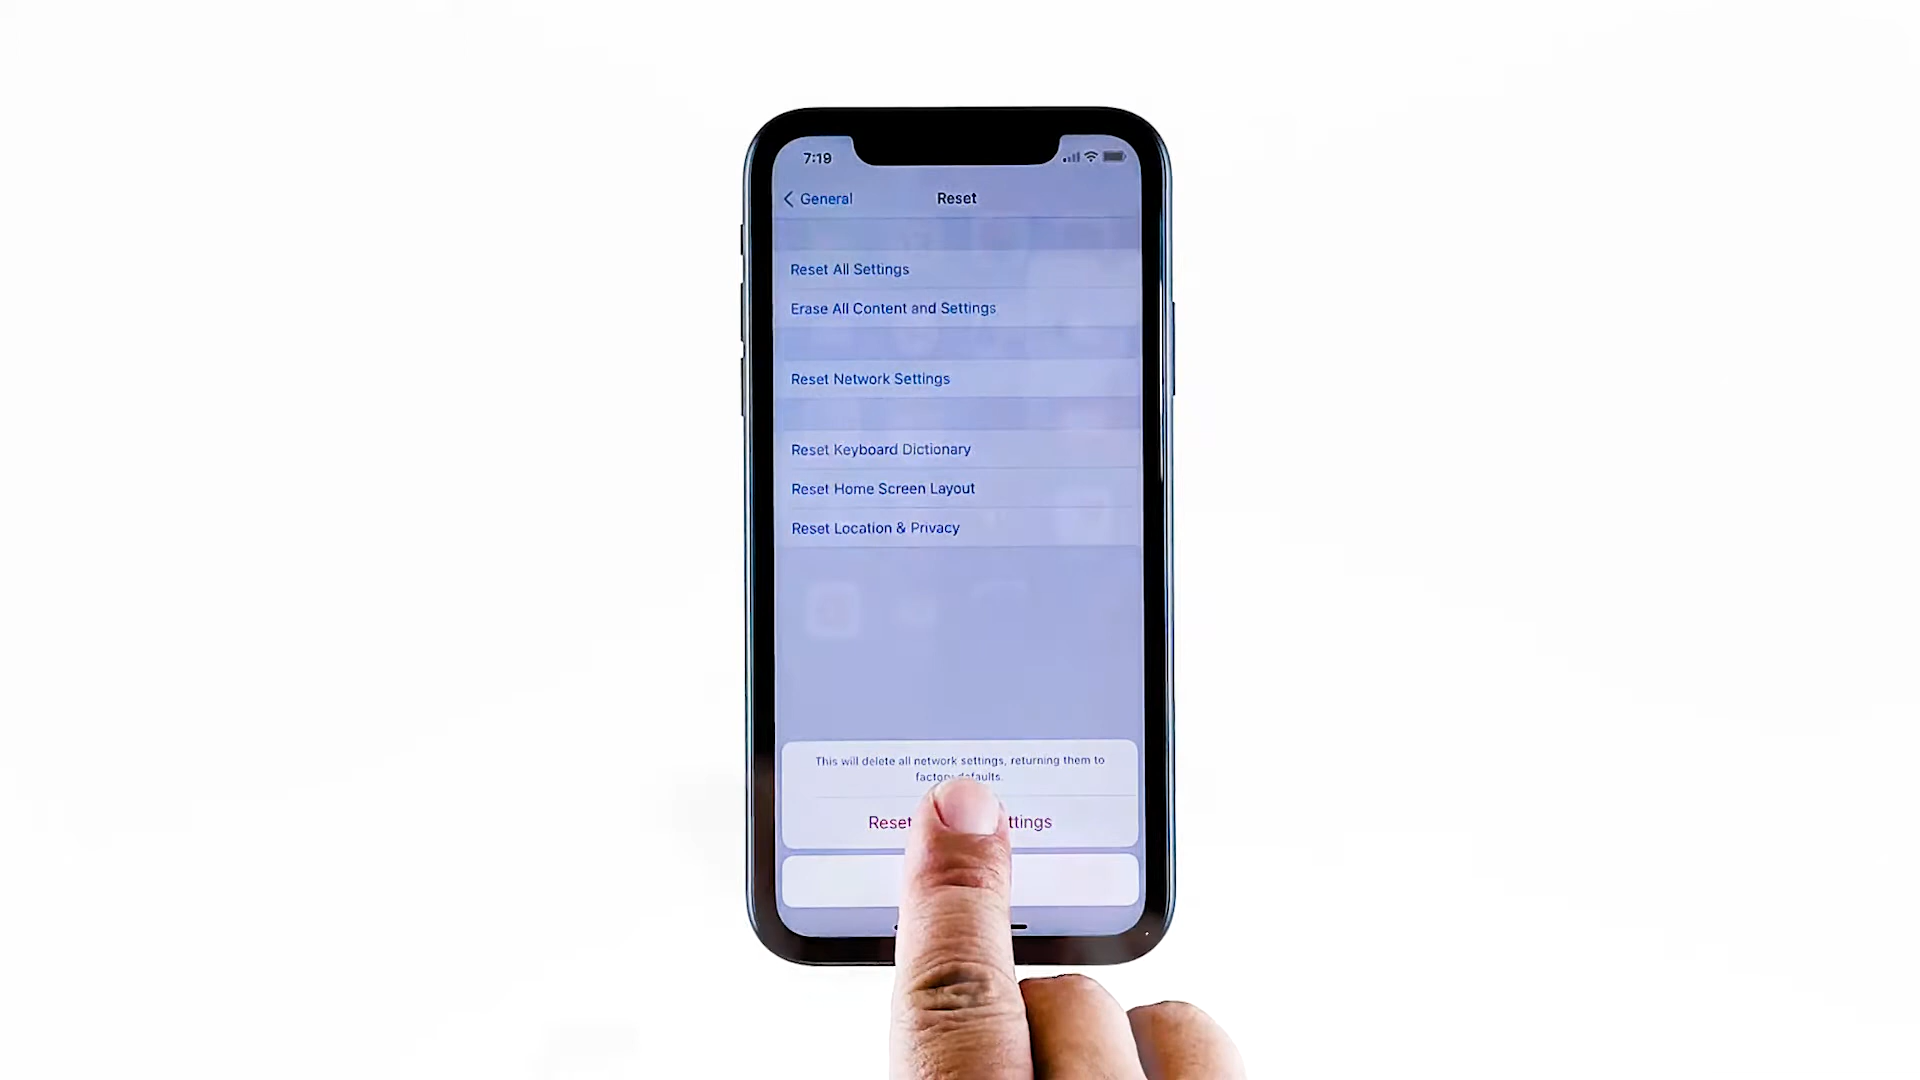 7:19
General
Reset
Reset All Settings
Erase All Content and Settings
Reset Network Settings
Reset Keyboard Dictionary
Reset Home Screen Layout
Reset Location & Privacy
This will delete all network settings, returning them to
factory defaults.
Reset ttings